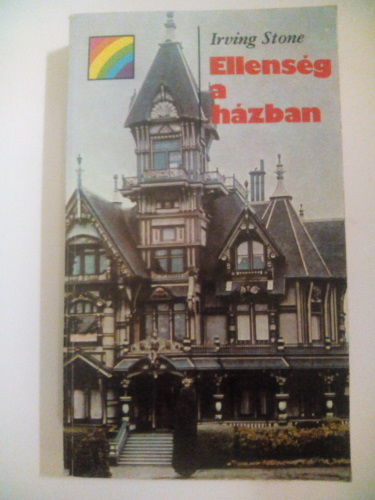 Irving Stone
Ellenség
a
házban